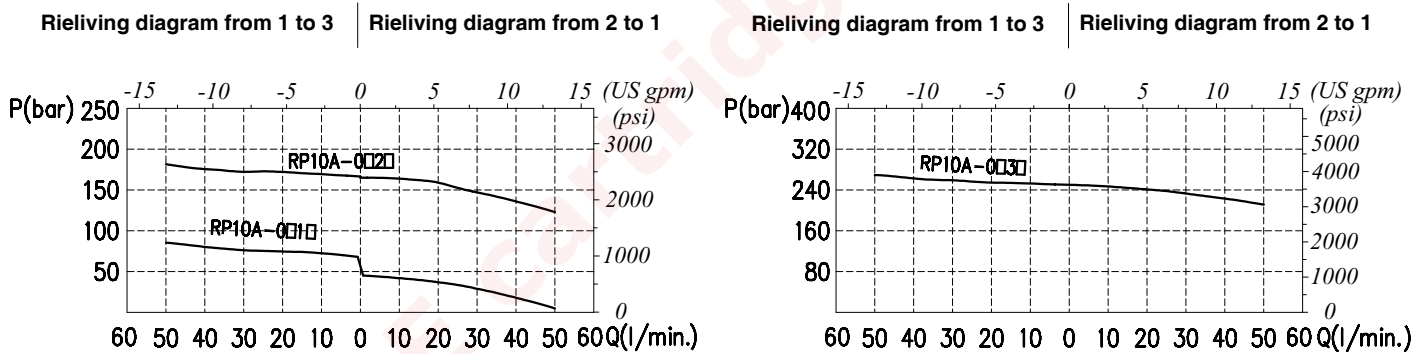 Rieliving diagram from 1 to 3 Rieliving diagram from 2 to 1
-15 -10 -5 0 5 10 15 (US gpm)
P(bar) 250 (psi)
3000
200
RP10A-0□2□
150
2000
100
RP10A-0□1□
1000
50
0
60 50 40 30 20 10 0 10 20 30 40 50 60 Q(l/min.)
Rieliving diagram from 1 to 3 Rieliving diagram from 2 to 1
-15 -10 -5 0 5 10 15 (US gpm)
P(bar) 400 (psi)
5000
320
RP10A-0□3□
4000
240
3000
160
2000
80
1000
0
60 50 40 30 20 10 0 10 20 30 40 50 60 Q(l/min.)
cartridg